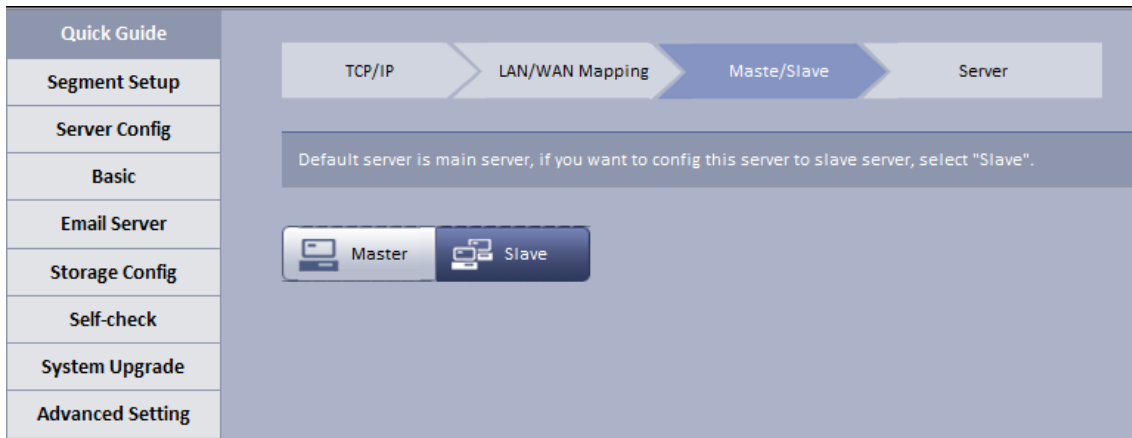 Quick Guide
Segment Setup
Server Config
Basic
Email Server
Storage Config
Self-check
System Upgrade
Advanced Setting
TCP/IP LAN/WAN Mapping Maste/Slave Server
Default server is main server, if you want to config this server to slave server, select "Slave".
Master Slave